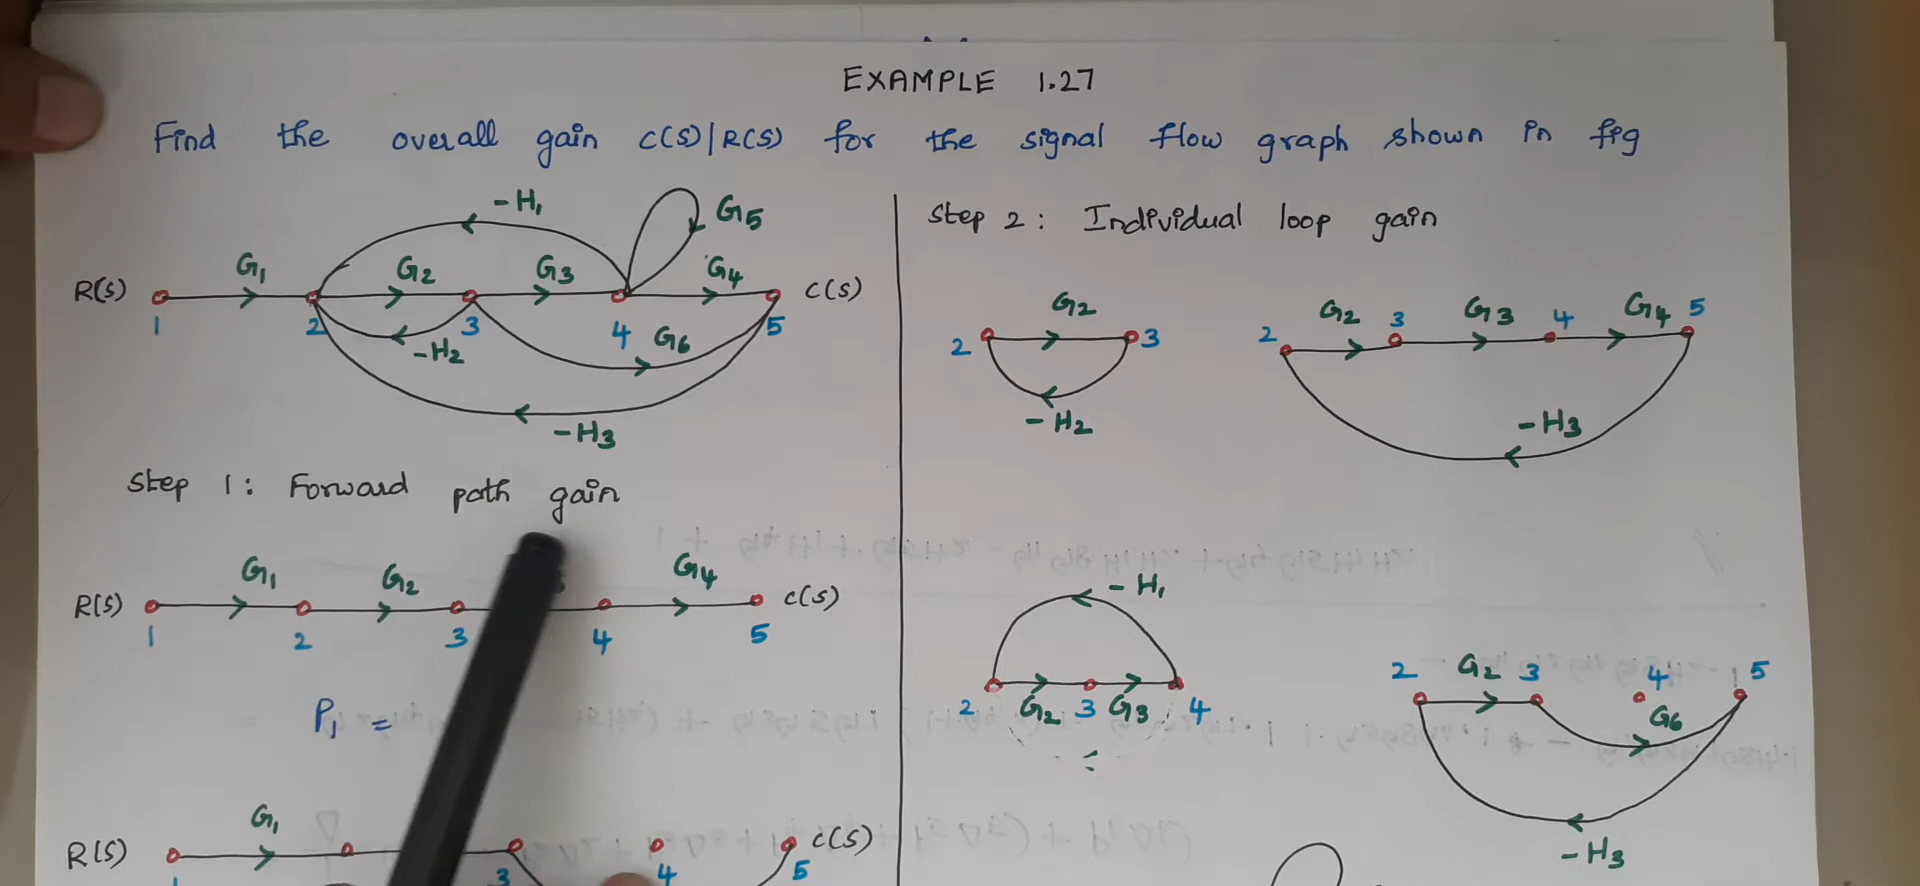 EXAMPLE 1.27
Find the overall gain C(S)/R(S) for the signal flow graph shown in fig
-H1
G5
R(S) G1 G2 G3 G4 C(S)
1 2 3 4 5
-H2 G6
-H3
Step 1: Forward path gain
G1 G2 G4
R(S) C(S)
1 2 3 4 5
P1 =
G1
R(S) C(S)
1 3 4 5
Step 2: Individual loop gain
G2
2 3
-H2
G2 3 G3 4 G4 5
2
-H3
-H1
2 G2 3 G3 4
2 G2 3 4 5
G6
-H3